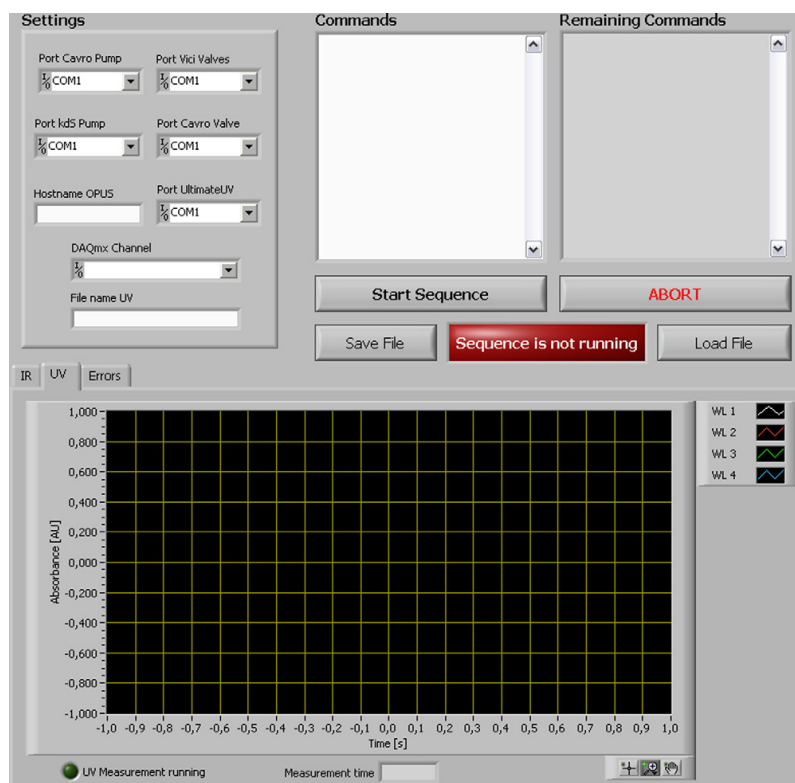 Settings
Port Cavro Pump
Port Vici Valves
COM1
COM1
Port kdS Pump
Port Cavro Valve
COM1
COM1
Hostname OPUS
Port UltimateUV
COM1
DAQmx Channel
File name UV
Commands
Remaining Commands
Start Sequence
ABORT
Save File
Sequence is not running
Load File
IR
UV
Errors
1,000
0,800
0,600
0,400
0,200
0,000
-0,200
-0,400
-0,600
-0,800
-1,000
Absorbance [AU]
-1,0 -0,9 -0,8 -0,7 -0,6 -0,5 -0,4 -0,3 -0,2 -0,1 0,0 0,1 0,2 0,3 0,4 0,5 0,6 0,7 0,8 0,9 1,0
Time [s]
WL 1
WL 2
WL 3
WL 4
UV Measurement running
Measurement time